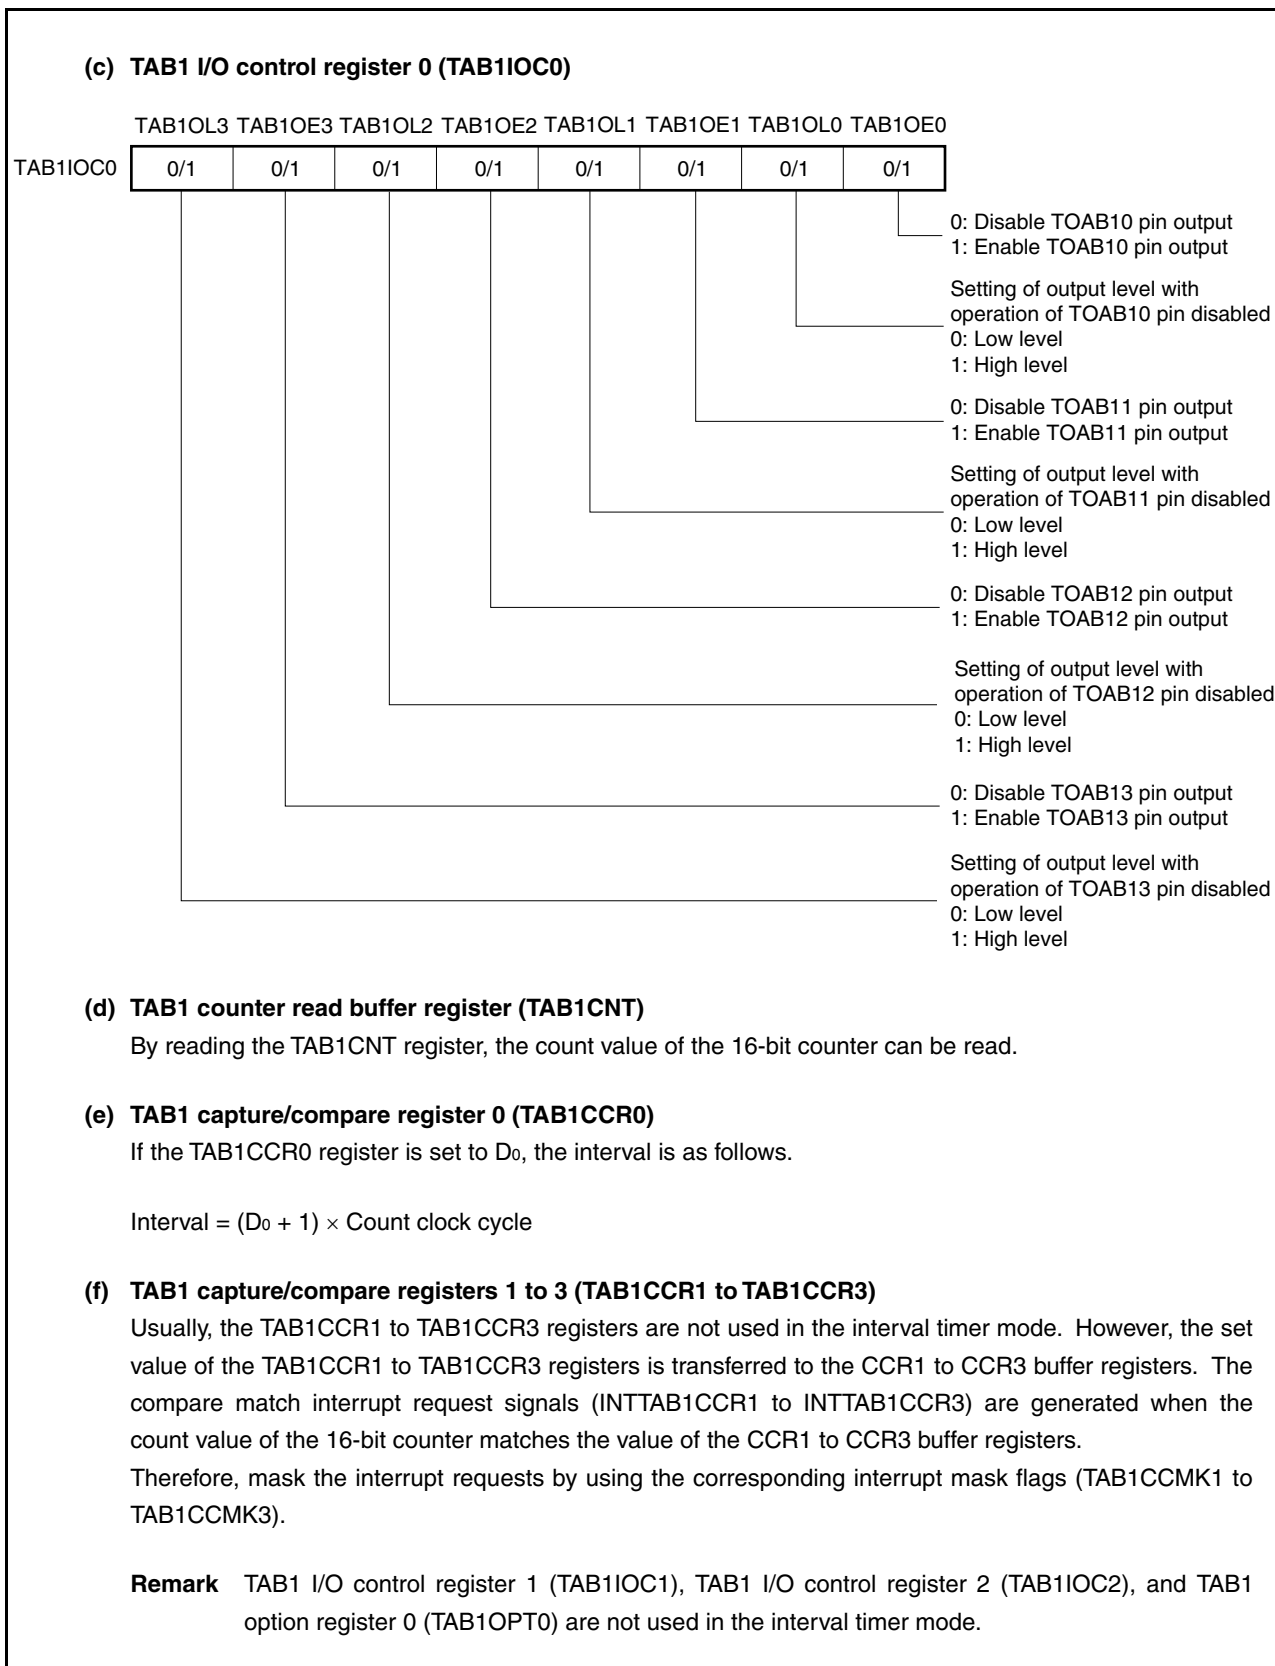 (c) TAB1 I/O control register 0 (TAB1IOC0)
TAB1OL3 TAB1OE3 TAB1OL2 TAB1OE2 TAB1OL1 TAB1OE1 TAB1OL0 TAB1OE0
TAB1IOC0 0/1 0/1 0/1 0/1 0/1 0/1 0/1 0/1
0: Disable TOAB10 pin output
1: Enable TOAB10 pin output
Setting of output level with
operation of TOAB10 pin disabled
0: Low level
1: High level
0: Disable TOAB11 pin output
1: Enable TOAB11 pin output
Setting of output level with
operation of TOAB11 pin disabled
0: Low level
1: High level
0: Disable TOAB12 pin output
1: Enable TOAB12 pin output
Setting of output level with
operation of TOAB12 pin disabled
0: Low level
1: High level
0: Disable TOAB13 pin output
1: Enable TOAB13 pin output
Setting of output level with
operation of TOAB13 pin disabled
0: Low level
1: High level
(d) TAB1 counter read buffer register (TAB1CNT)
By reading the TAB1CNT register, the count value of the 16-bit counter can be read.
(e) TAB1 capture/compare register 0 (TAB1CCR0)
If the TAB1CCR0 register is set to D0, the interval is as follows.
Interval = (D0 + 1) × Count clock cycle
(f) TAB1 capture/compare registers 1 to 3 (TAB1CCR1 to TAB1CCR3)
Usually, the TAB1CCR1 to TAB1CCR3 registers are not used in the interval timer mode. However, the set
value of the TAB1CCR1 to TAB1CCR3 registers is transferred to the CCR1 to CCR3 buffer registers. The
compare match interrupt request signals (INTTAB1CCR1 to INTTAB1CCR3) are generated when the
count value of the 16-bit counter matches the value of the CCR1 to CCR3 buffer registers.
Therefore, mask the interrupt requests by using the corresponding interrupt mask flags (TAB1CCMK1 to
TAB1CCMK3).
Remark TAB1 I/O control register 1 (TAB1IOC1), TAB1 I/O control register 2 (TAB1IOC2), and TAB1
option register 0 (TAB1OPT0) are not used in the interval timer mode.